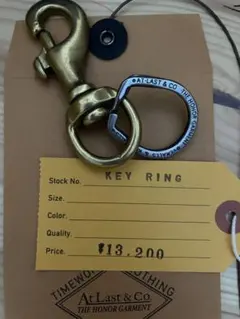 ★AT LAST & CO.
THE HONOR GARMENT
Stock No. KEY RING
Size.
Color.
Quality.
Price. ¥13,200
TIMEWORN CLOTHING
At Last & Co.
THE HONOR GARMENT